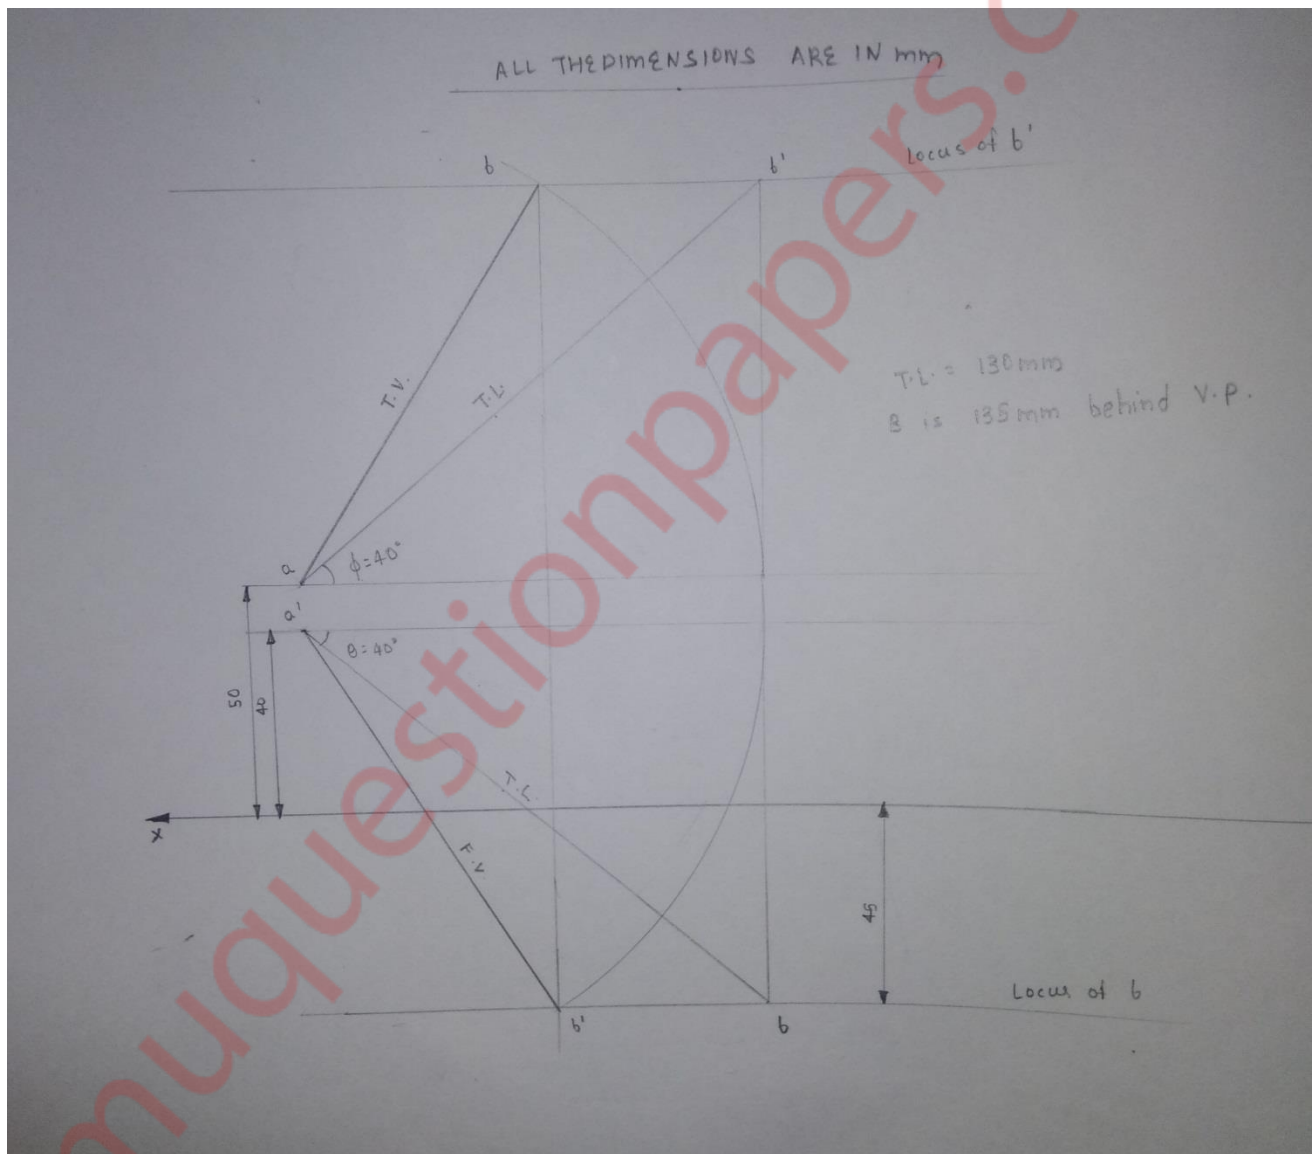 ALL THE DIMENSIONS ARE IN mm
b
b'
Locus of b'
T.V.
T.L.
T.L. = 130mm
B is 135mm behind V.P.
a
ϕ=40°
a'
θ=40°
50
40
T.L.
X
F.V.
45
Locus of b
b'
b
muquestionpapers.c